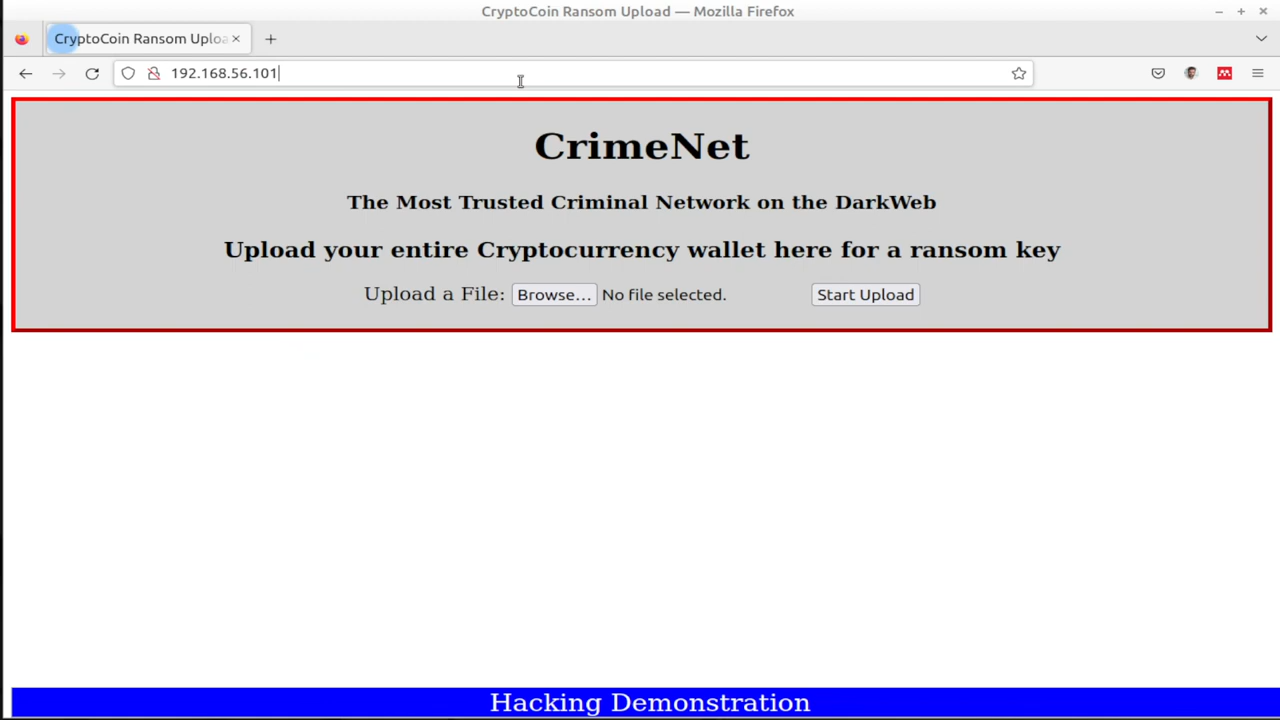 CryptoCoin Ransom Upload — Mozilla Firefox
CryptoCoin Ransom Uploa
192.168.56.101
CrimeNet
The Most Trusted Criminal Network on the DarkWeb
Upload your entire Cryptocurrency wallet here for a ransom key
Upload a File: Browse... No file selected. Start Upload
Hacking Demonstration